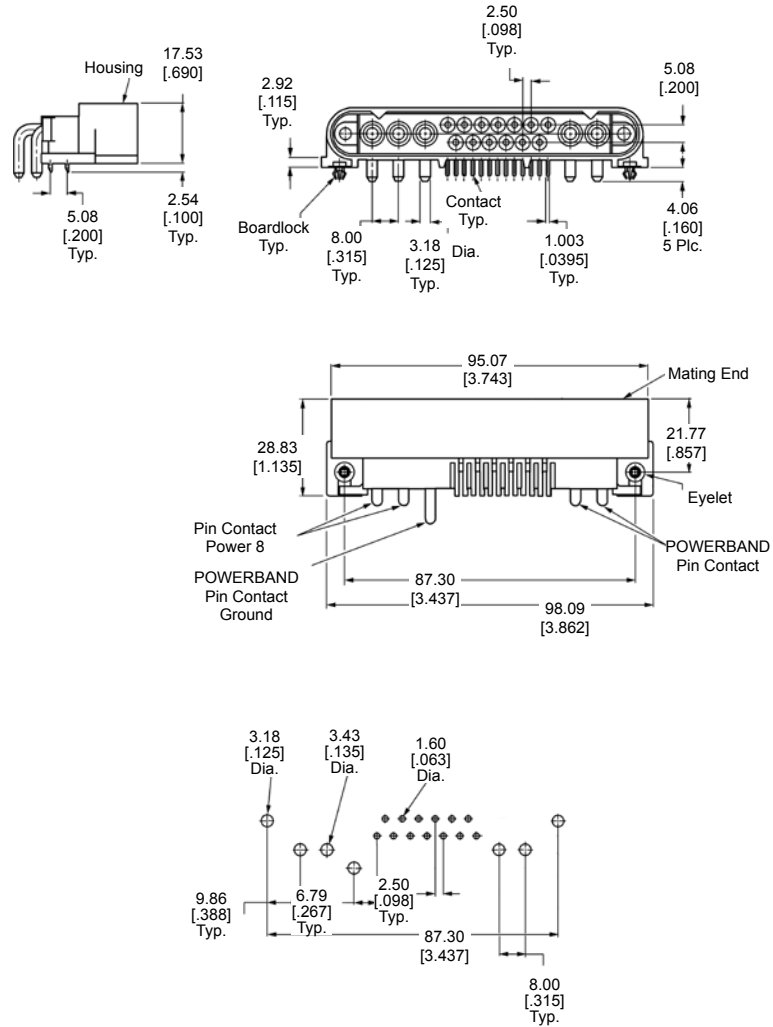 Housing
17.53
[.690]
5.08
[.200]
Typ.
2.54
[.100]
Typ.
2.50
[.098]
Typ.
2.92
[.115]
Typ.
5.08
[.200]
Boardlock
Typ.
8.00
[.315]
Typ.
3.18
[.125]
Typ.
Dia.
Contact
Typ.
1.003
[.0395]
Typ.
4.06
[.160]
5 Plc.
95.07
[3.743]
Mating End
28.83
[1.135]
21.77
[.857]
Eyelet
Pin Contact
Power 8
POWERBAND
Pin Contact
Ground
POWERBAND
Pin Contact
87.30
[3.437]
98.09
[3.862]
3.18
[.125]
Dia.
3.43
[.135]
Dia.
1.60
[.063]
Dia.
9.86
[.388]
Typ.
6.79
[.267]
Typ.
2.50
[.098]
Typ.
87.30
[3.437]
8.00
[.315]
Typ.